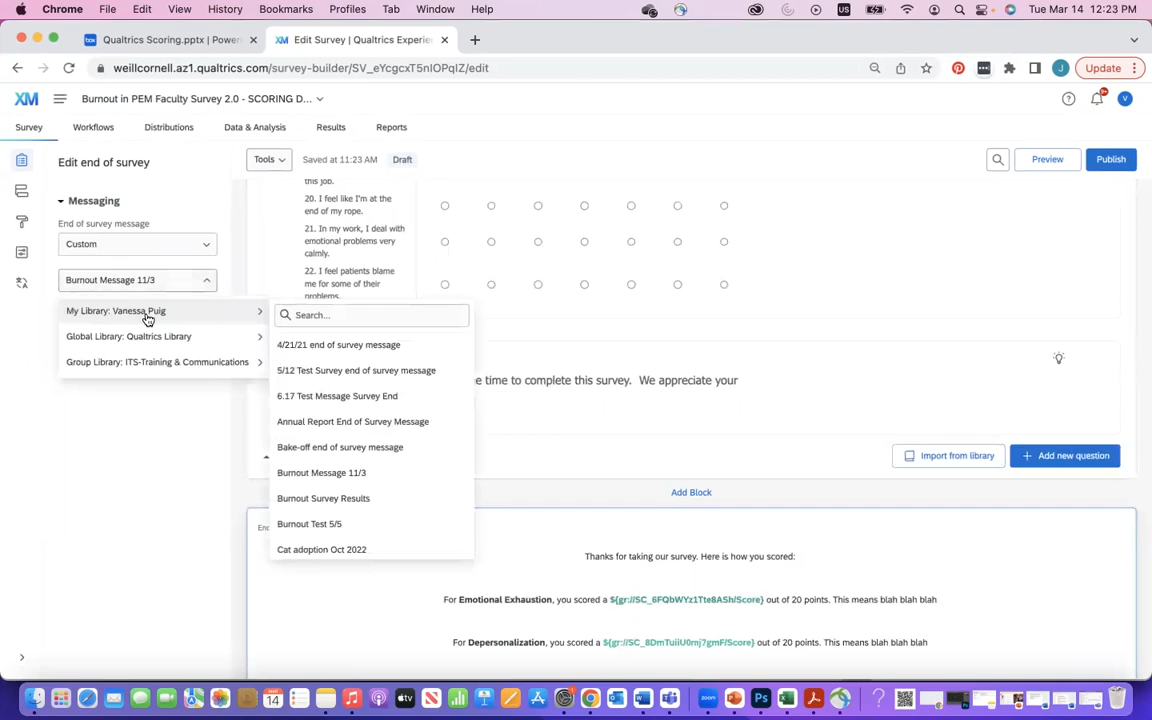 Chrome File Edit View History Bookmarks Profiles Tab Window Help
US
Tue Mar 14 12:23 PM
Qualtrics Scoring.pptx | Power
Edit Survey | Qualtrics Experie
weillcornell.az1.qualtrics.com/survey-builder/SV_eYcgcxT5nIOPqIZ/edit
J
Update
XM
Burnout in PEM Faculty Survey 2.0 - SCORING D...
9+
V
Survey Workflows Distributions Data & Analysis Results Reports
Edit end of survey
Tools
Saved at 11:23 AM
Draft
Preview
Publish
this job.
20. I feel like I'm at the
end of my rope.
21. In my work, I deal with
emotional problems very
calmly.
22. I feel patients blame
me for some of their
problems.
Messaging
End of survey message
Custom
Burnout Message 11/3
My Library: Vanessa Puig
Global Library: Qualtrics Library
Group Library: ITS-Training & Communications
Search...
4/21/21 end of survey message
5/12 Test Survey end of survey message
6.17 Test Message Survey End
Annual Report End of Survey Message
Bake-off end of survey message
Burnout Message 11/3
Burnout Survey Results
Burnout Test 5/5
Cat adoption Oct 2022
e time to complete this survey. We appreciate your
Import from library
Add new question
Add Block
Thanks for taking our survey. Here is how you scored:
For Emotional Exhaustion, you scored a ${gr://SC_6FQbWYz1Tte8ASh/Score} out of 20 points. This means blah blah blah
For Depersonalization, you scored a ${gr://SC_8DmTuiiU0mj7gmF/Score} out of 20 points. This means blah blah blah